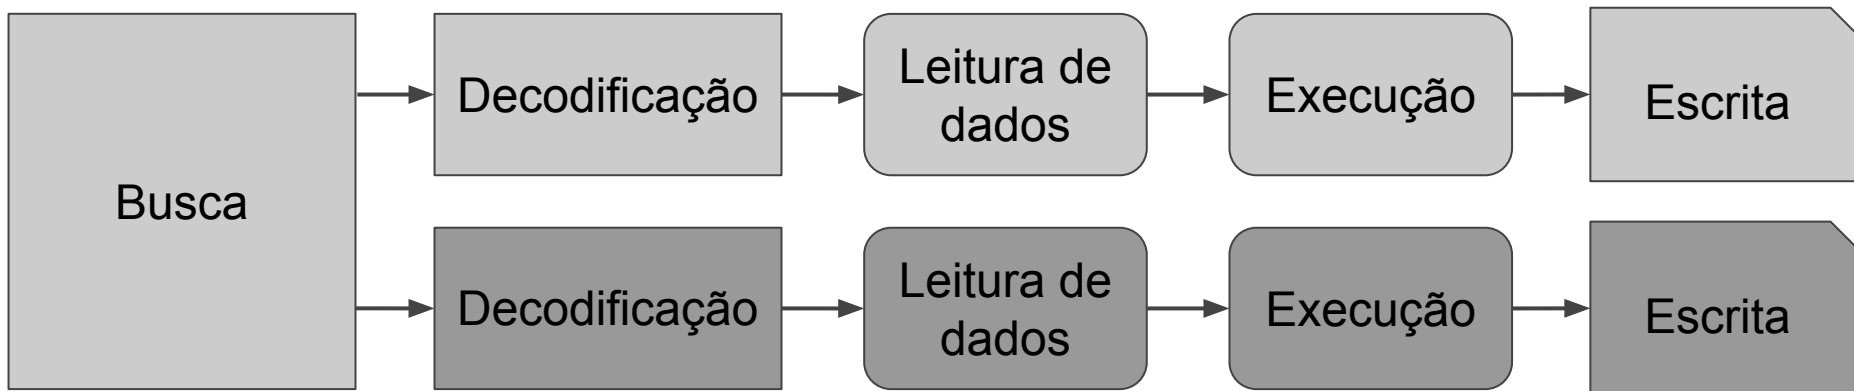 Busca
Decodificação
Leitura de
dados
Execução
Escrita
Decodificação
Leitura de
dados
Execução
Escrita